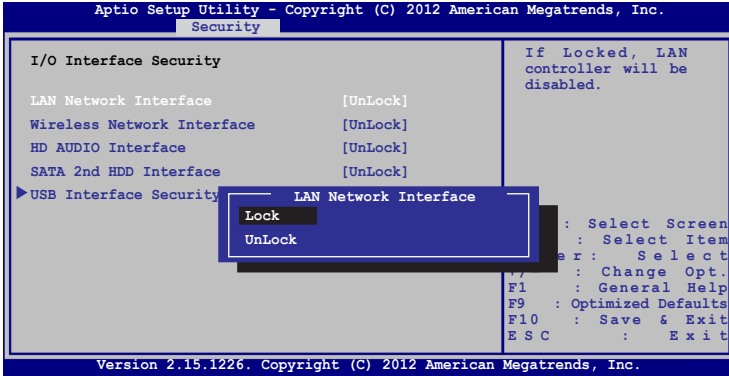 Aptio Setup Utility - Copyright (C) 2012 American Megatrends, Inc.
Security
I/O Interface Security
LAN Network Interface [UnLock]
Wireless Network Interface [UnLock]
HD AUDIO Interface [UnLock]
SATA 2nd HDD Interface [UnLock]
USB Interface Security
LAN Network Interface
Lock
UnLock
If Locked, LAN
controller will be
disabled.
: Select Screen
: Select Item
er: Select
: Change Opt.
F1 : General Help
F9 : Optimized Defaults
F10 : Save & Exit
ESC : Exit
Version 2.15.1226. Copyright (C) 2012 American Megatrends, Inc.